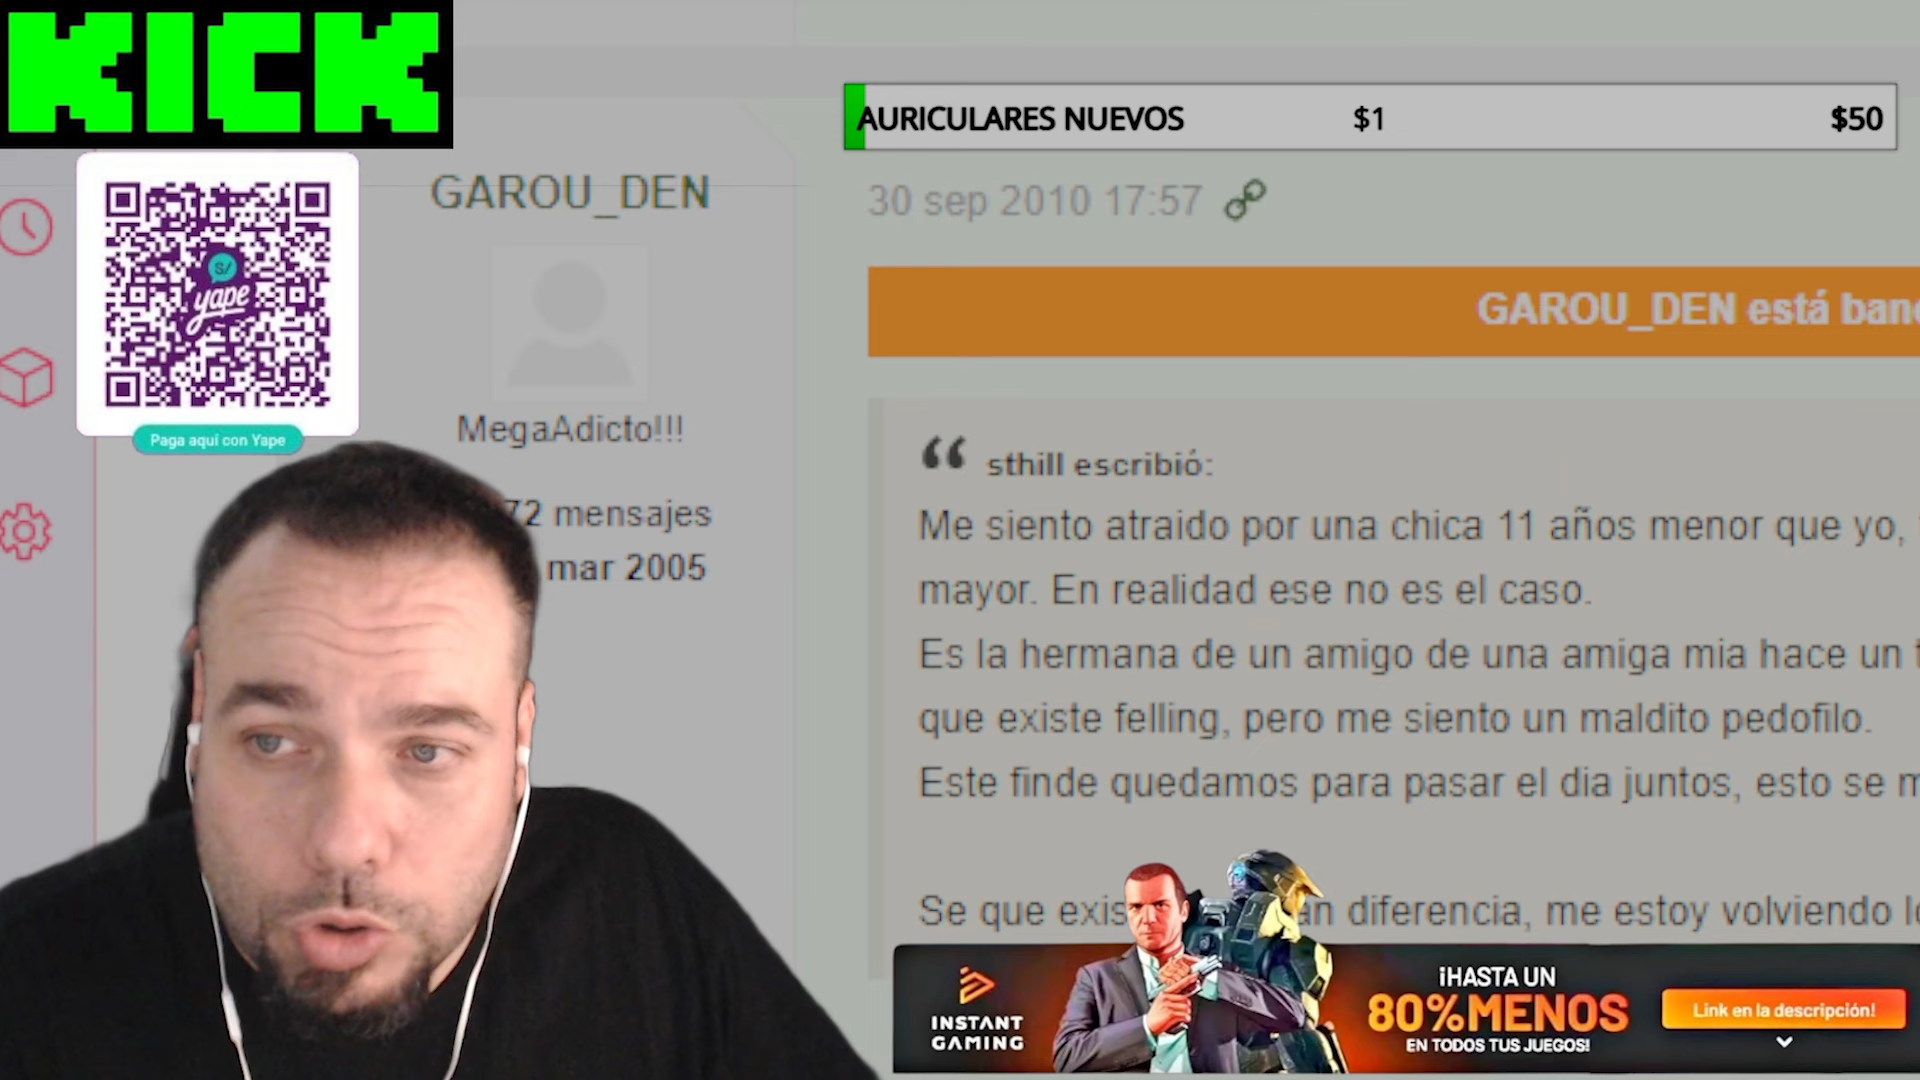 KICK
AURICULARES NUEVOS $1 $50
S/
yape
Paga aqui con Yape
GAROU_DEN
MegaAdicto!!!
72 mensajes
mar 2005
30 sep 2010 17:57
GAROU_DEN está
sthill escribió:
Me siento atraido por una chica 11 años menor que yo,
mayor. En realidad ese no es el caso.
Es la hermana de un amigo de una amiga mia hace un
que existe felling, pero me siento un maldito pedofilo.
Este finde quedamos para pasar el dia juntos, esto se
Se que diferencia, me estoy volviendo
INSTANT
GAMING
¡HASTA UN
80% MENOS
EN TODOS TUS JUEGOS!
Link en la descripción!